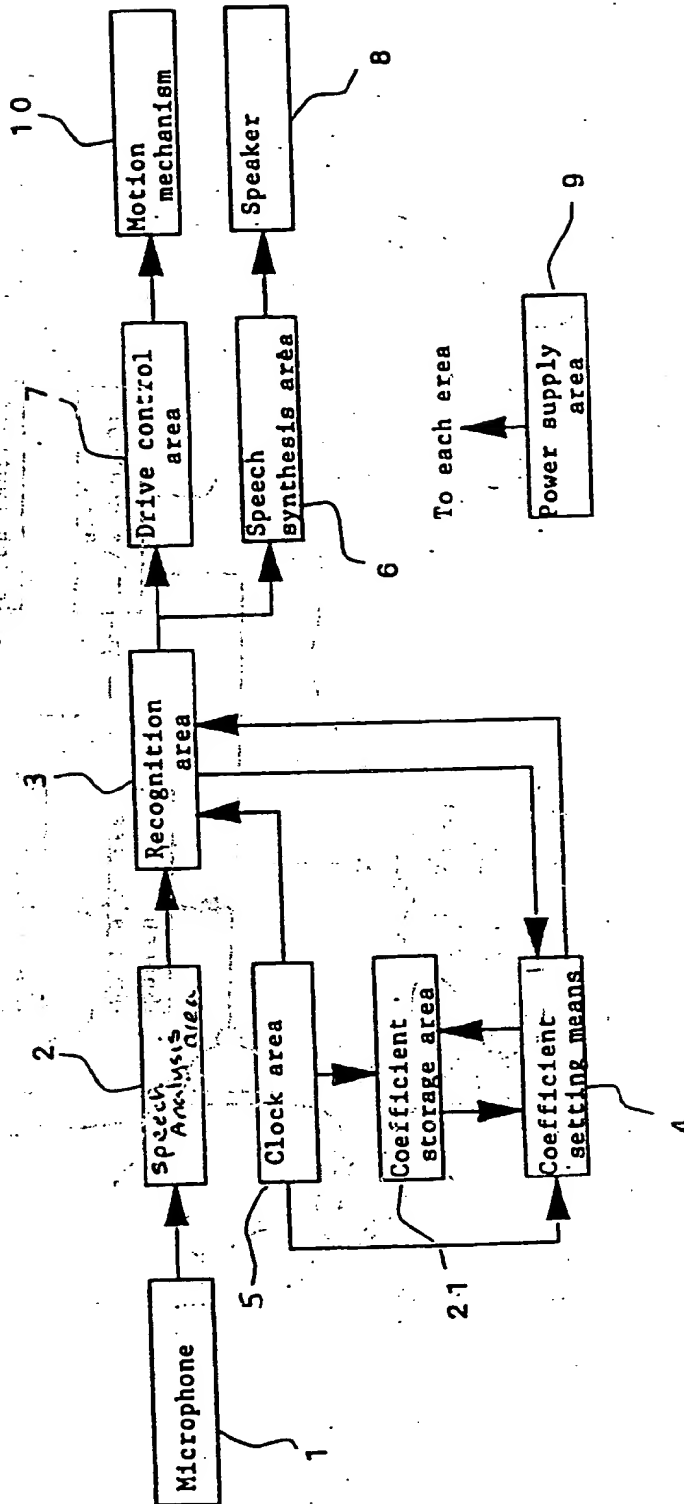 10
Motion
mechanism
8
Speaker
7
Drive control
area
Speech
synthesis area
6
To each erea
Power supply
area
9
3
Recognition
area
2
Speech
Analysis
area
5
Clock area
Coefficient
storage area
21
Coefficient
setting means
4
Microphone
1